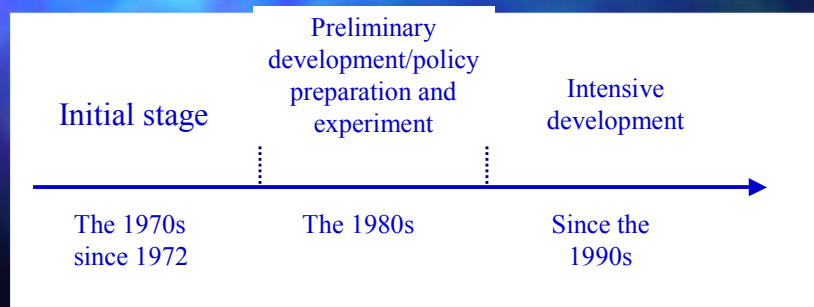 Initial stage
Preliminary
development/policy
preparation and
experiment
Intensive
development
The 1970s
since 1972
The 1980s
Since the
1990s